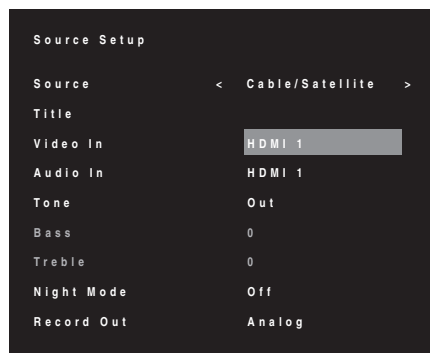 Source Setup
Source < Cable/Satellite >
Title
Video In HDMI 1
Audio In HDMI 1
Tone Out
Bass 0
Treble 0
Night Mode Off
Record Out Analog